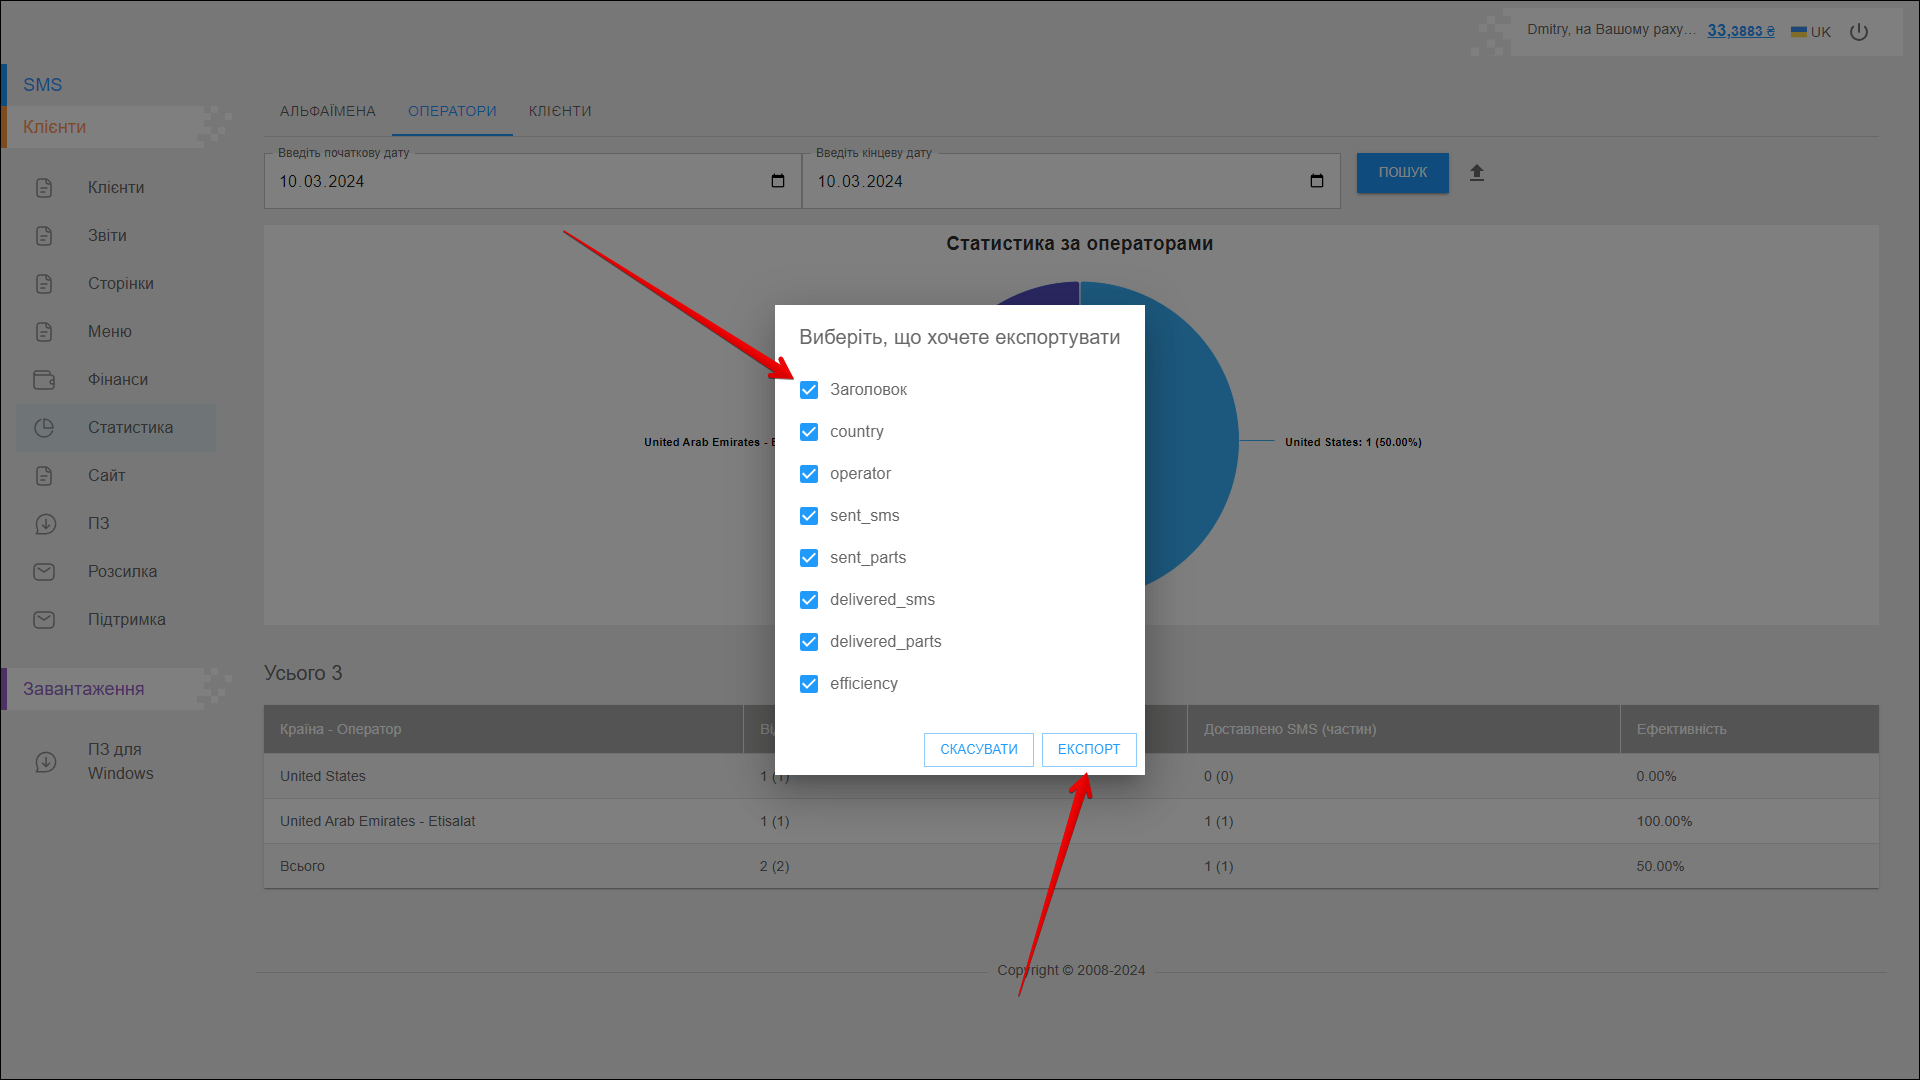 Dmitry, на Вашому раху...
33,3883 ₴
UK
SMS
Клієнти
АЛЬФАІМЕНА
ОПЕРАТОРИ
КЛІЄНТИ
Введіть початкову дату
10.03.2024
Введіть кінцеву дату
10.03.2024
ПОШУК
Клієнти
Звіти
Сторінки
Меню
Фінанси
Статистика
Сайт
ПЗ
Розсилка
Підтримка
Завантаження
ПЗ для
Windows
Статистика за операторами
United Arab Emirates -
United States: 1 (50.00%)
Виберіть, що хочете експортувати
Заголовок
country
operator
sent_sms
sent_parts
delivered_sms
delivered_parts
efficiency
СКАСУВАТИ
ЕКСПОРТ
Усього 3
Країна - Оператор
Доставлено SMS (частин)
Ефективність
United States
1 (1)
0 (0)
0.00%
United Arab Emirates - Etisalat
1 (1)
1 (1)
100.00%
Всього
2 (2)
1 (1)
50.00%
Copyright © 2008-2024